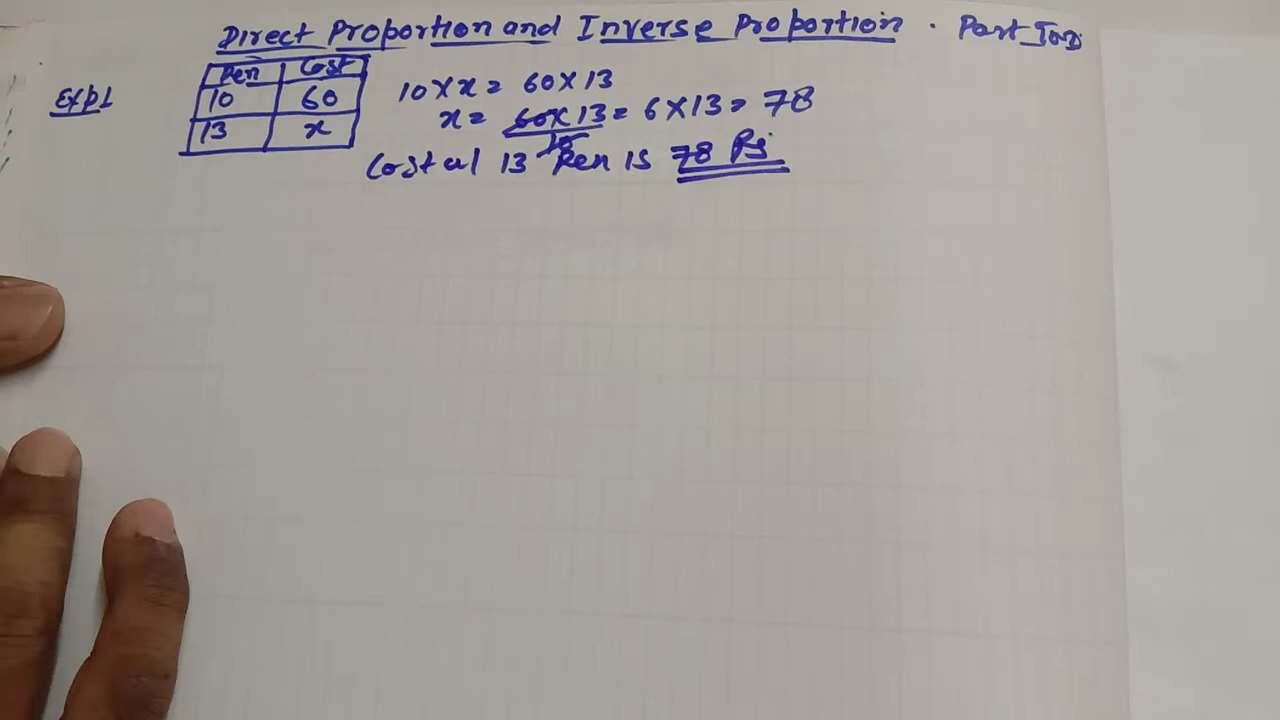 Direct Proportion and Inverse Proportion . Part
Exp1
Pen Cost
10 60
13 x
10 × x = 60 × 13
x = 60 × 13 / 10 = 6 × 13 = 78
Cost of 13 Pen is 78 Rs